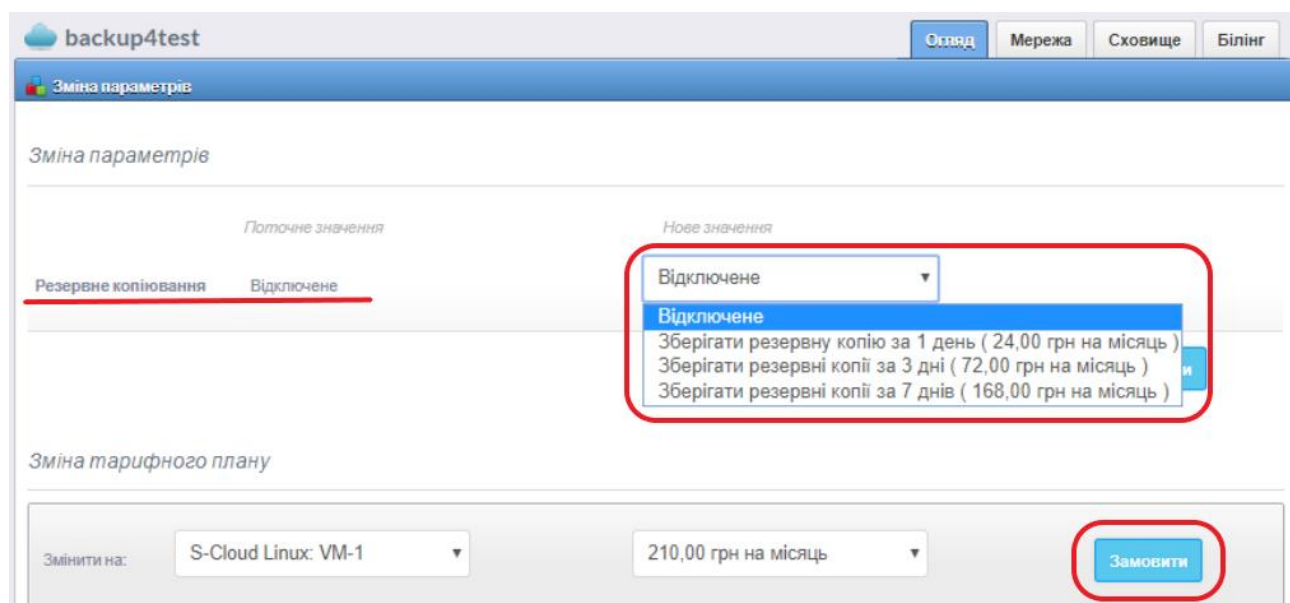 backup4test
Огляд Мережа Сховище Білінг
Зміна параметрів
Зміна параметрів
Поточне значення Нове значення
Резервне копіювання Відключене Відключене
Відключене
Зберігати резервну копію за 1 день ( 24,00 грн на місяць )
Зберігати резервні копії за 3 дні ( 72,00 грн на місяць )
Зберігати резервні копії за 7 днів ( 168,00 грн на місяць )
Зміна тарифного плану
Змінити на: S-Cloud Linux: VM-1 210,00 грн на місяць Замовити